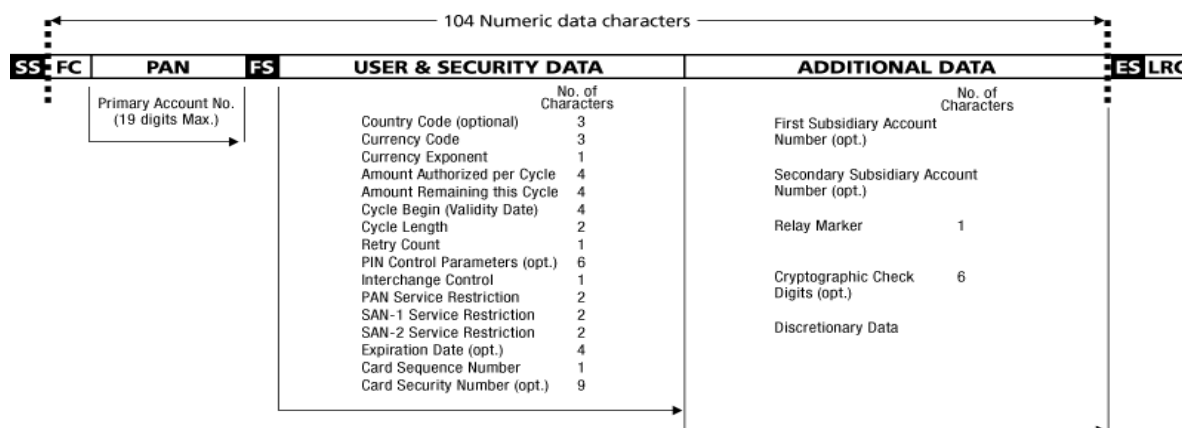 104 Numeric data characters
SS FC PAN FS USER & SECURITY DATA ADDITIONAL DATA ES LRC
Primary Account No.
(19 digits Max.)
No. of
Characters
Country Code (optional) 3
Currency Code 3
Currency Exponent 1
Amount Authorized per Cycle 4
Amount Remaining this Cycle 4
Cycle Begin (Validity Date) 4
Cycle Length 2
Retry Count 1
PIN Control Parameters (opt.) 6
Interchange Control 1
PAN Service Restriction 2
SAN-1 Service Restriction 2
SAN-2 Service Restriction 2
Expiration Date (opt.) 4
Card Sequence Number 1
Card Security Number (opt.) 9
No. of
Characters
First Subsidiary Account
Number (opt.)
Secondary Subsidiary Account
Number (opt.)
Relay Marker 1
Cryptographic Check 6
Digits (opt.)
Discretionary Data